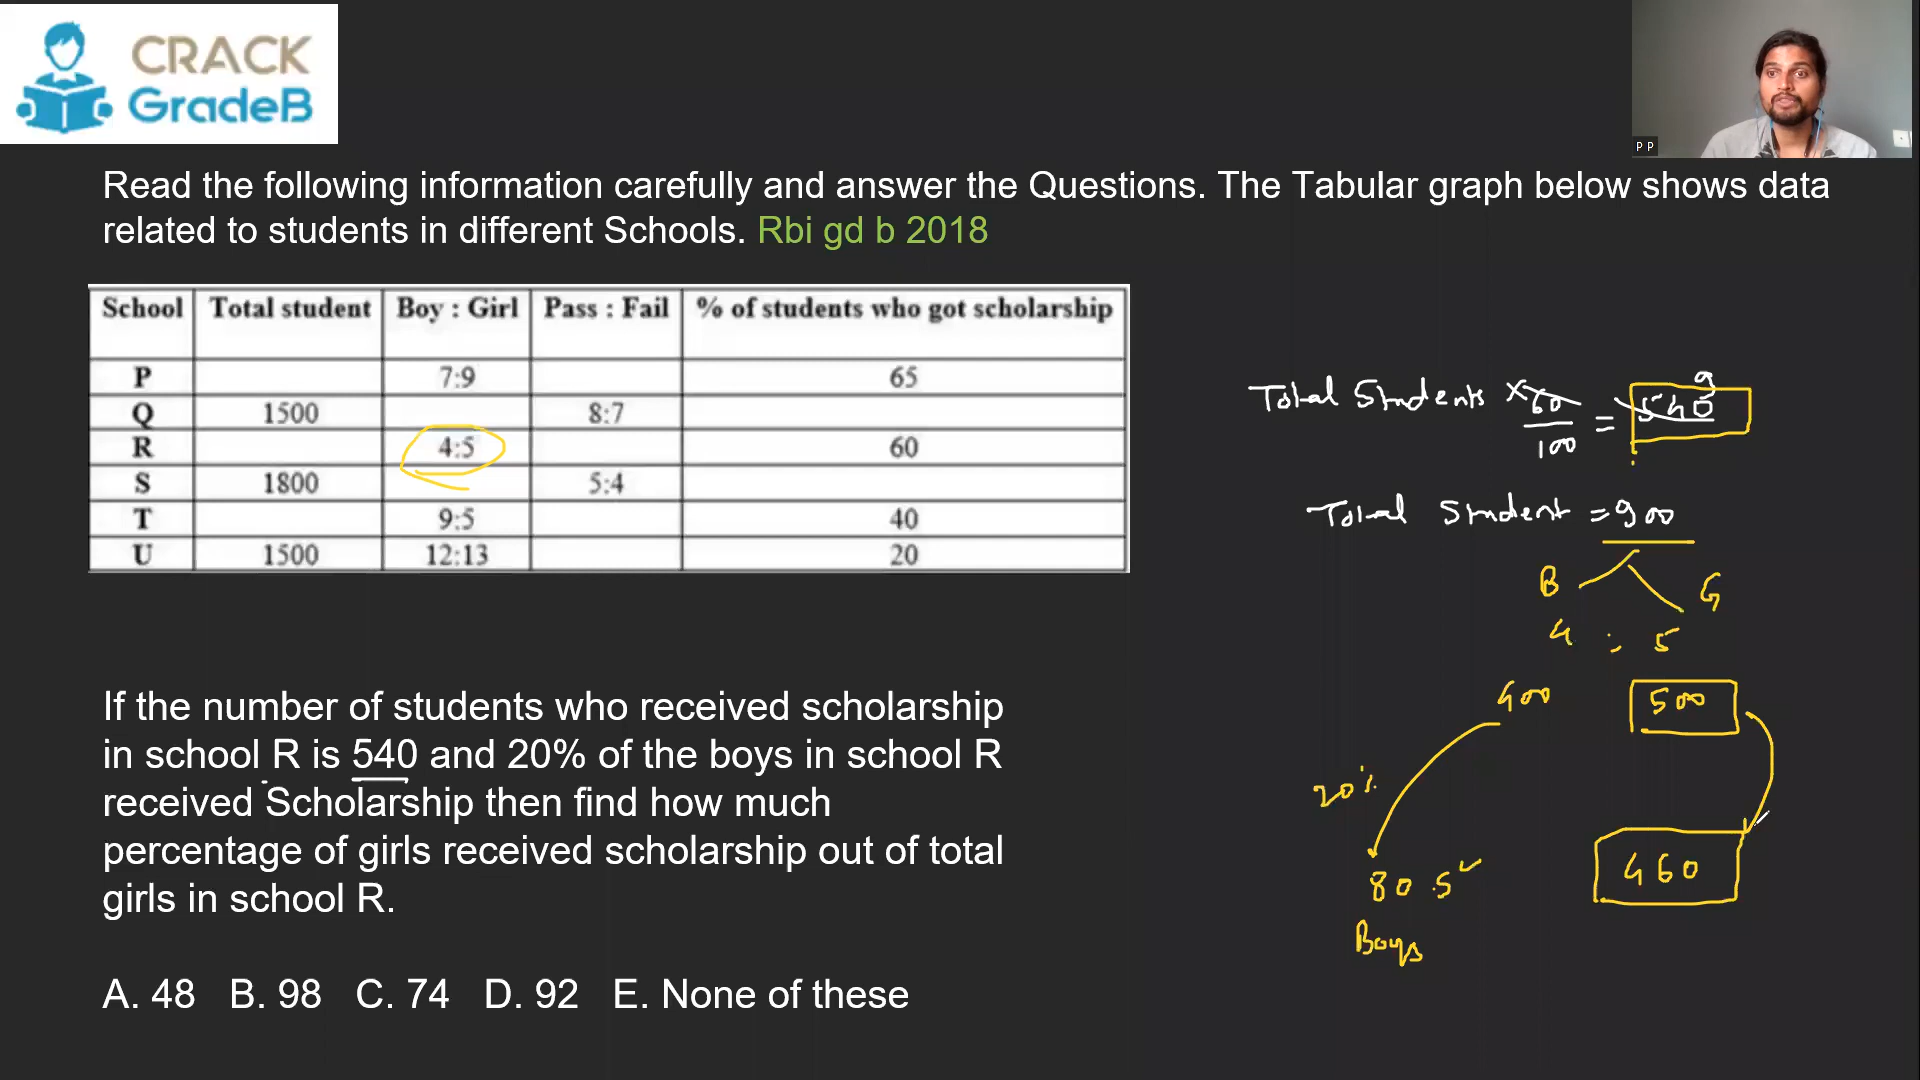 CRACK
GradeB
P P
Read the following information carefully and answer the Questions. The Tabular graph below shows data
related to students in different Schools. Rbi gd b 2018
School Total student Boy : Girl Pass : Fail % of students who got scholarship
P 7:9 65
Q 1500 8:7
R 4:5 60
S 1800 5:4
T 9:5 40
U 1500 12:13 20
Total Students × 60/100 = 540
9
Total Student = 900
B G
4 : 5
400 500
20%
80 460
Boys
If the number of students who received scholarship
in school R is 540 and 20% of the boys in school R
received Scholarship then find how much
percentage of girls received scholarship out of total
girls in school R.
A. 48 B. 98 C. 74 D. 92 E. None of these